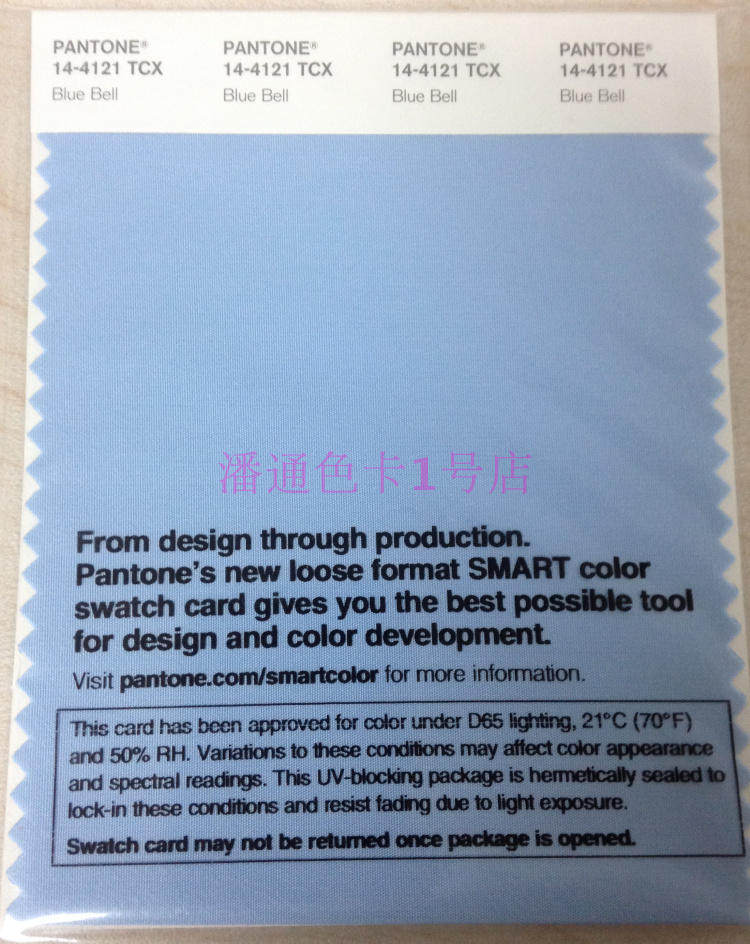 PANTONE® PANTONE® PANTONE® PANTONE®
14-4121 TCX 14-4121 TCX 14-4121 TCX 14-4121 TCX
Blue Bell Blue Bell Blue Bell Blue Bell
潘通色卡1号店
From design through production.
Pantone's new loose format SMART color
swatch card gives you the best possible tool
for design and color development.
Visit pantone.com/smartcolor for more information.
This card has been approved for color under D65 lighting, 21°C (70°F)
and 50% RH. Variations to these conditions may affect color appearance
and spectral readings. This UV-blocking package is hermetically sealed to
lock-in these conditions and resist fading due to light exposure.
Swatch card may not be returned once package is opened.